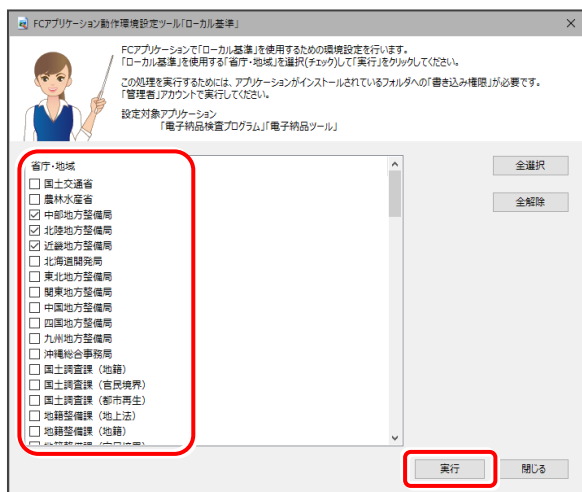 FCアプリケーション動作環境設定ツール「ローカル基準」
FCアプリケーションで「ローカル基準」を使用するための環境設定を行います。
「ローカル基準」を使用する「省庁・地域」を選択(チェック)して「実行」をクリックしてください。
この処理を実行するためには、アプリケーションがインストールされているフォルダへの「書き込み権限」が必要です。
「管理者」アカウントで実行してください。
設定対象アプリケーション
「電子納品検査プログラム」「電子納品ツール」
省庁・地域
国土交通省
農林水産省
中部地方整備局
北陸地方整備局
近畿地方整備局
北海道開発局
東北地方整備局
関東地方整備局
中国地方整備局
四国地方整備局
九州地方整備局
沖縄総合事務局
国土調査課（地籍）
国土調査課（官民境界）
国土調査課（都市再生）
地籍整備課（地上法）
地籍整備課（地籍）
全選択
全解除
実行
閉じる